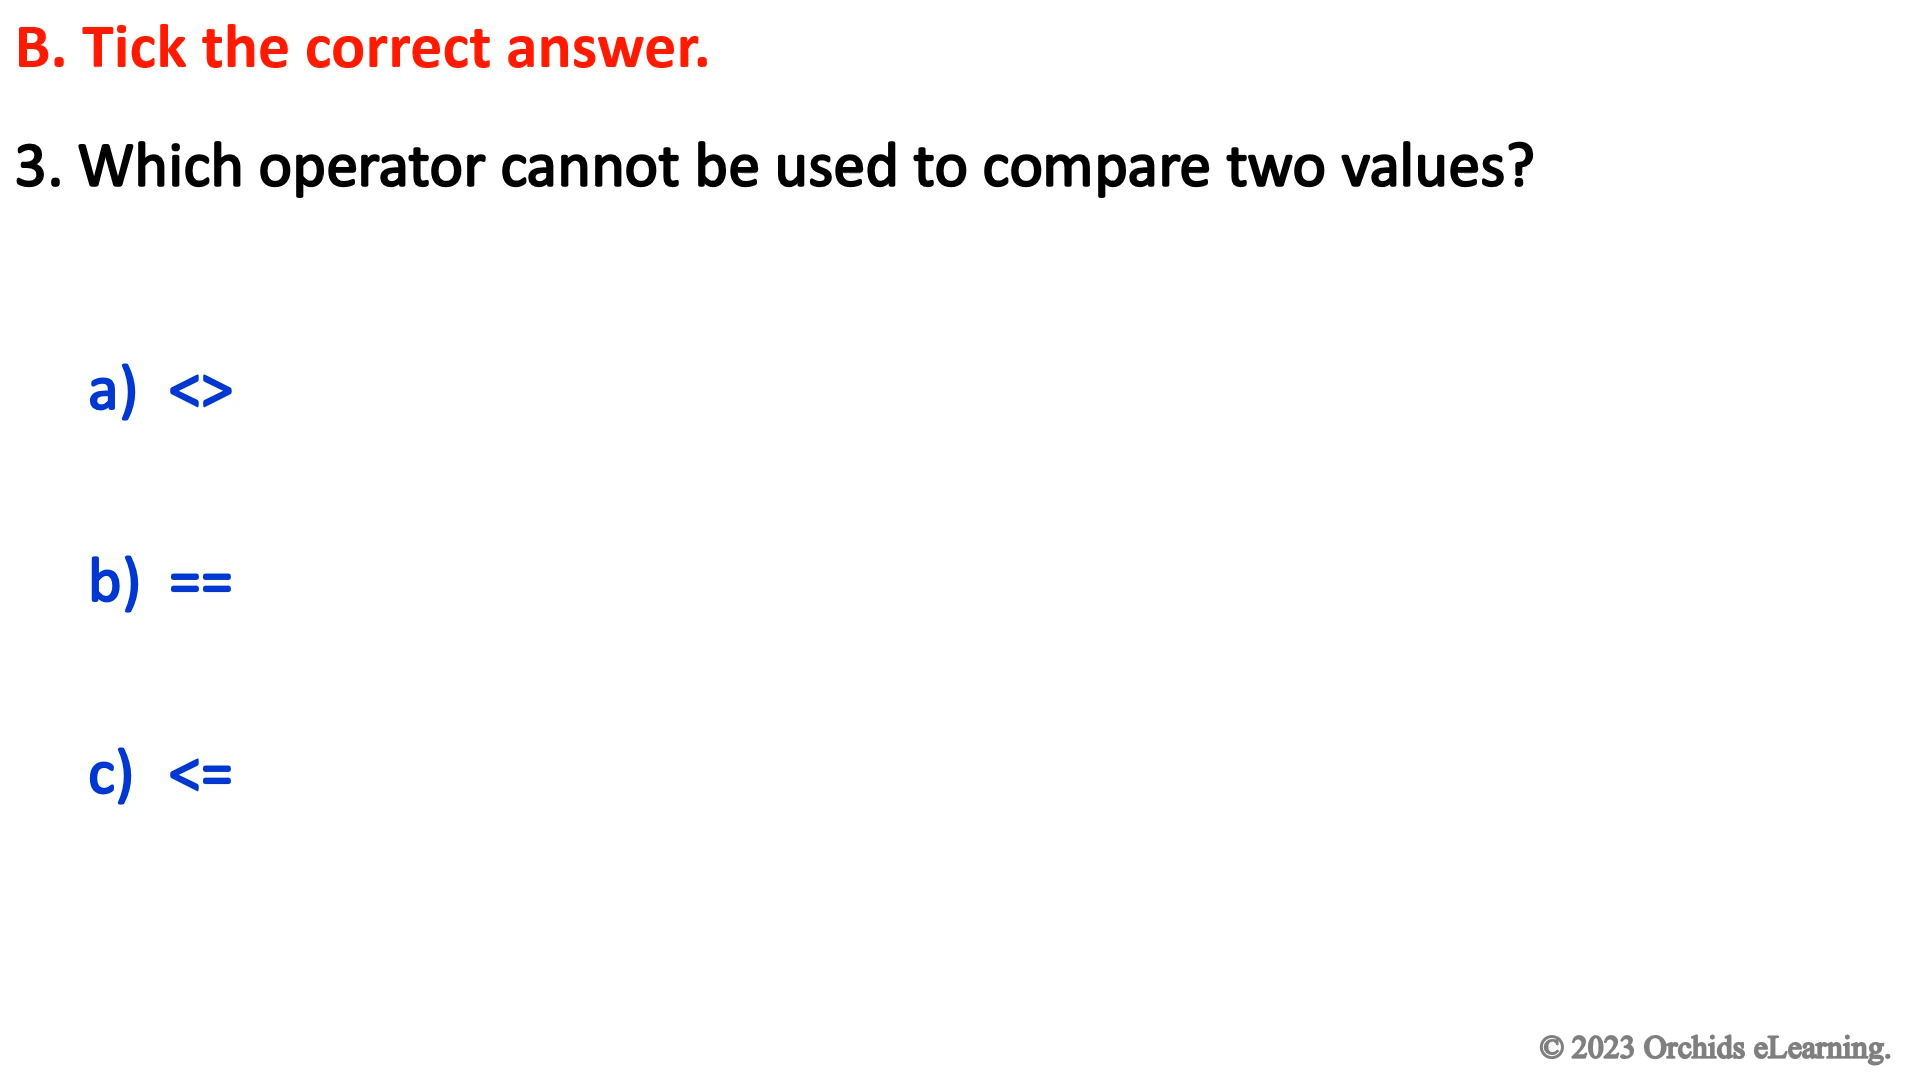 B. Tick the correct answer.
3. Which operator cannot be used to compare two values?
a) <>
b) ==
c) <=
© 2023 Orchids eLearning.